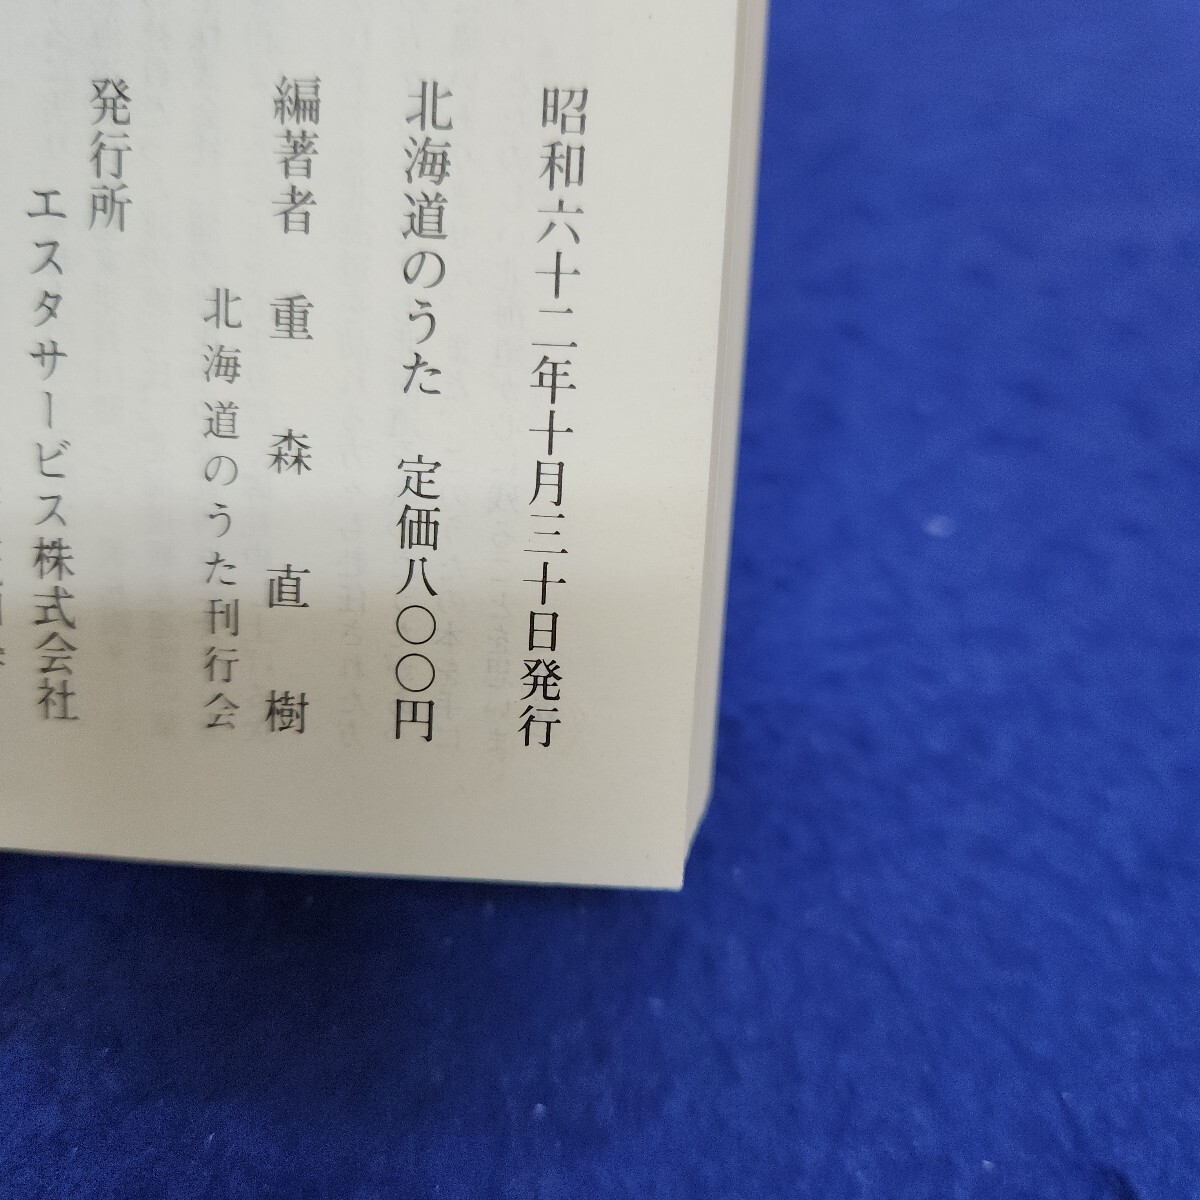 昭和六十二年十月三十日発行
北海道のうた　定価八〇〇円
編著者　重森直樹
北海道のうた刊行会
発行所
エスタサービス株式会社